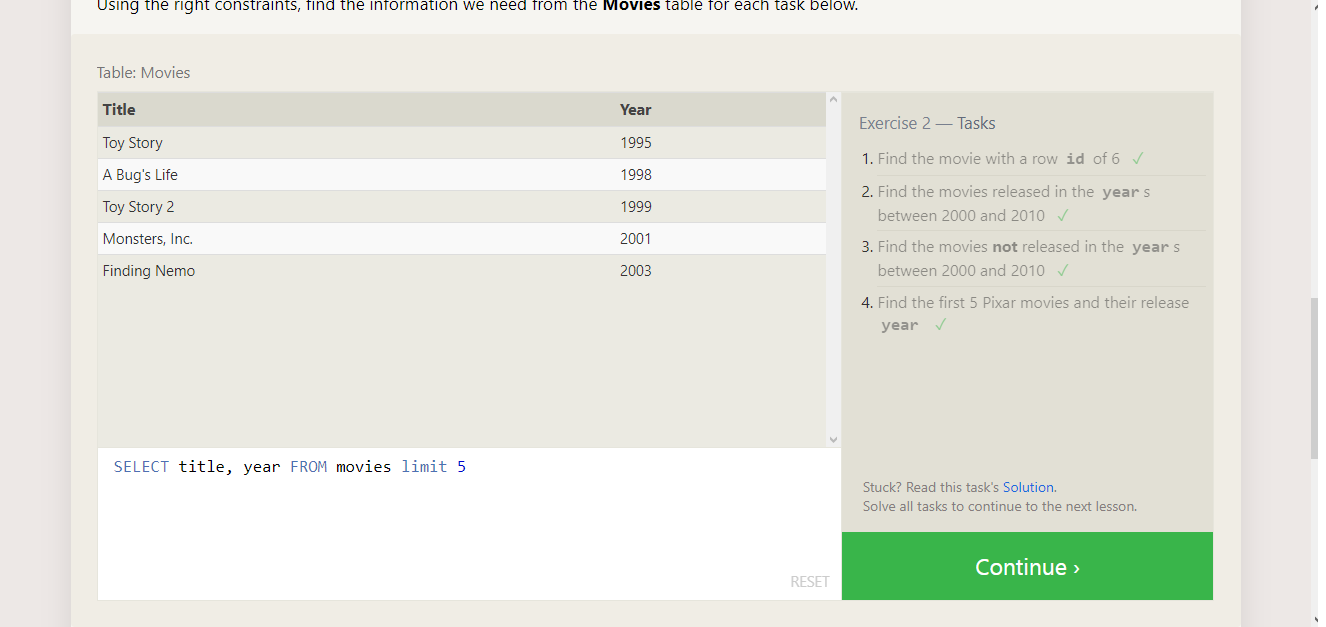 Using the right constraints, find the information we need from the Movies table for each task below.
Table: Movies
Title Year
Toy Story 1995
A Bug's Life 1998
Toy Story 2 1999
Monsters, Inc. 2001
Finding Nemo 2003
SELECT title, year FROM movies limit 5
RESET
Exercise 2 — Tasks
1. Find the movie with a row id of 6 ✓
2. Find the movies released in the year s
between 2000 and 2010 ✓
3. Find the movies not released in the year s
between 2000 and 2010 ✓
4. Find the first 5 Pixar movies and their release
year ✓
Stuck? Read this task's Solution.
Solve all tasks to continue to the next lesson.
Continue ›